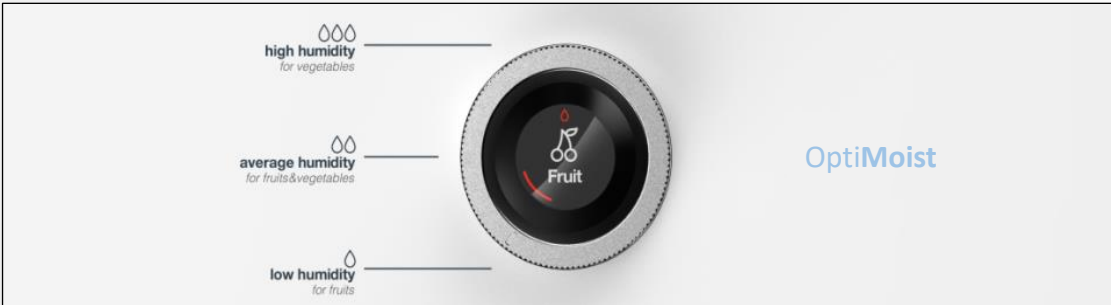 high humidity
for vegetables
average humidity
for fruits&vegetables
low humidity
for fruits
Fruit
OptiMoist